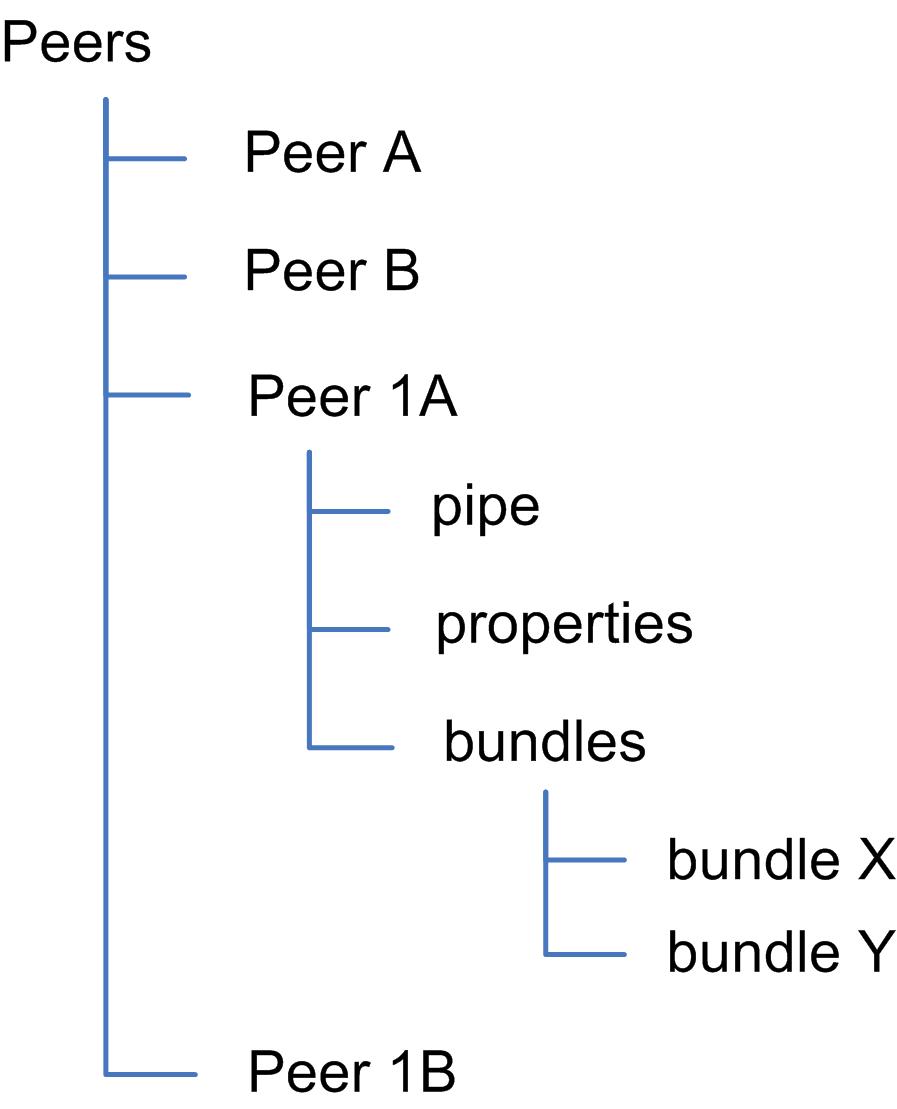 Peers
Peer A
Peer B
Peer 1A
pipe
properties
bundles
bundle X
bundle Y
Peer 1B